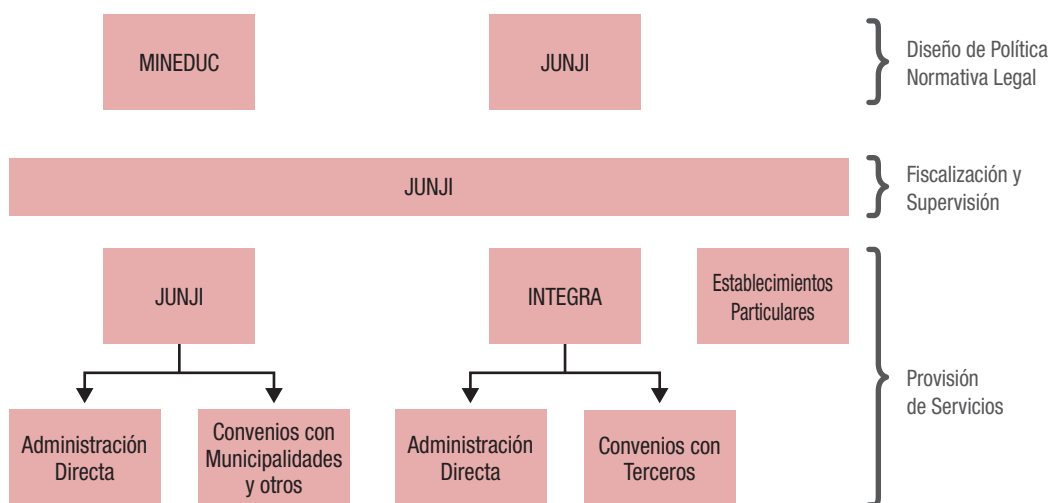 MINEDUC
JUNJI
Diseño de Política
Normativa Legal
JUNJI
Fiscalización y
Supervisión
JUNJI
INTEGRA
Establecimientos
Particulares
Provisión
de Servicios
Administración
Directa
Convenios con
Municipalidades
y otros
Administración
Directa
Convenios con
Terceros